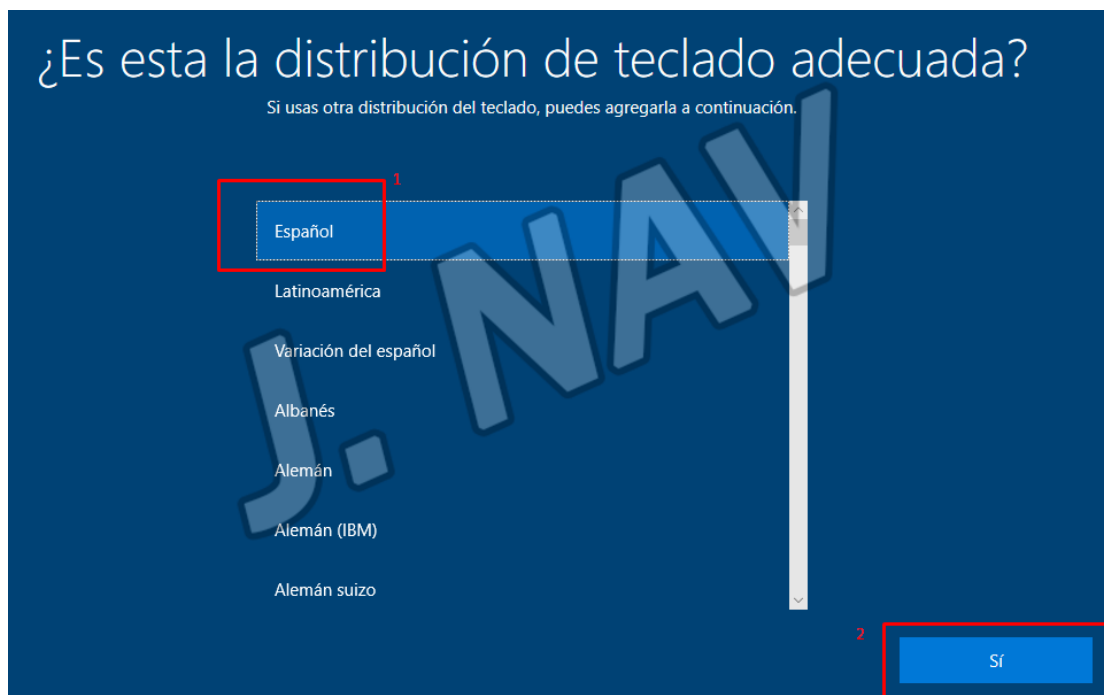 ¿Es esta la distribución de teclado adecuada?
Si usas otra distribución del teclado, puedes agregarla a continuación.
1
Español
Latinoamérica
Variación del español
Albanés
Alemán
Alemán (IBM)
Alemán suizo
J. NAV
2
Sí